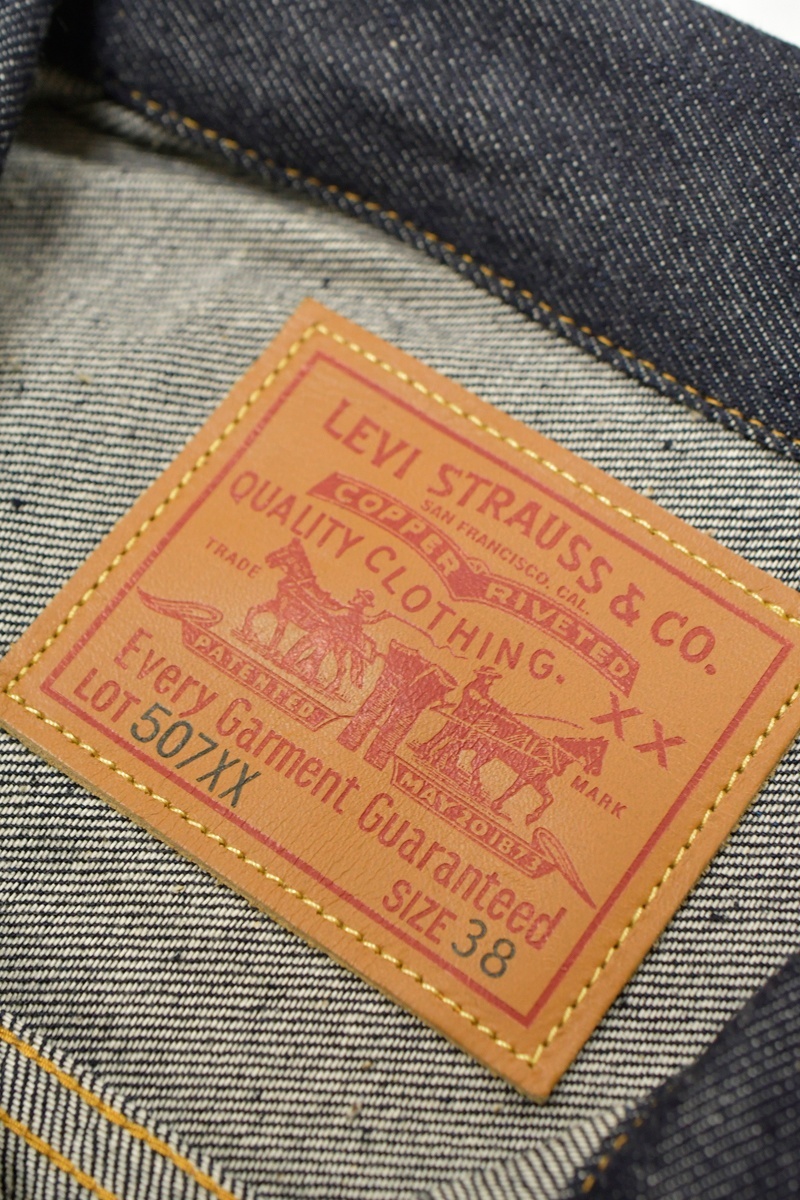 LEVI STRAUSS & CO.
SAN FRANCISCO, CAL.
COPPER RIVETED
QUALITY CLOTHING.
XX
TRADE MARK
PATENTED MAY 20 1873
Every Garment Guaranteed
LOT 507XX
SIZE 38